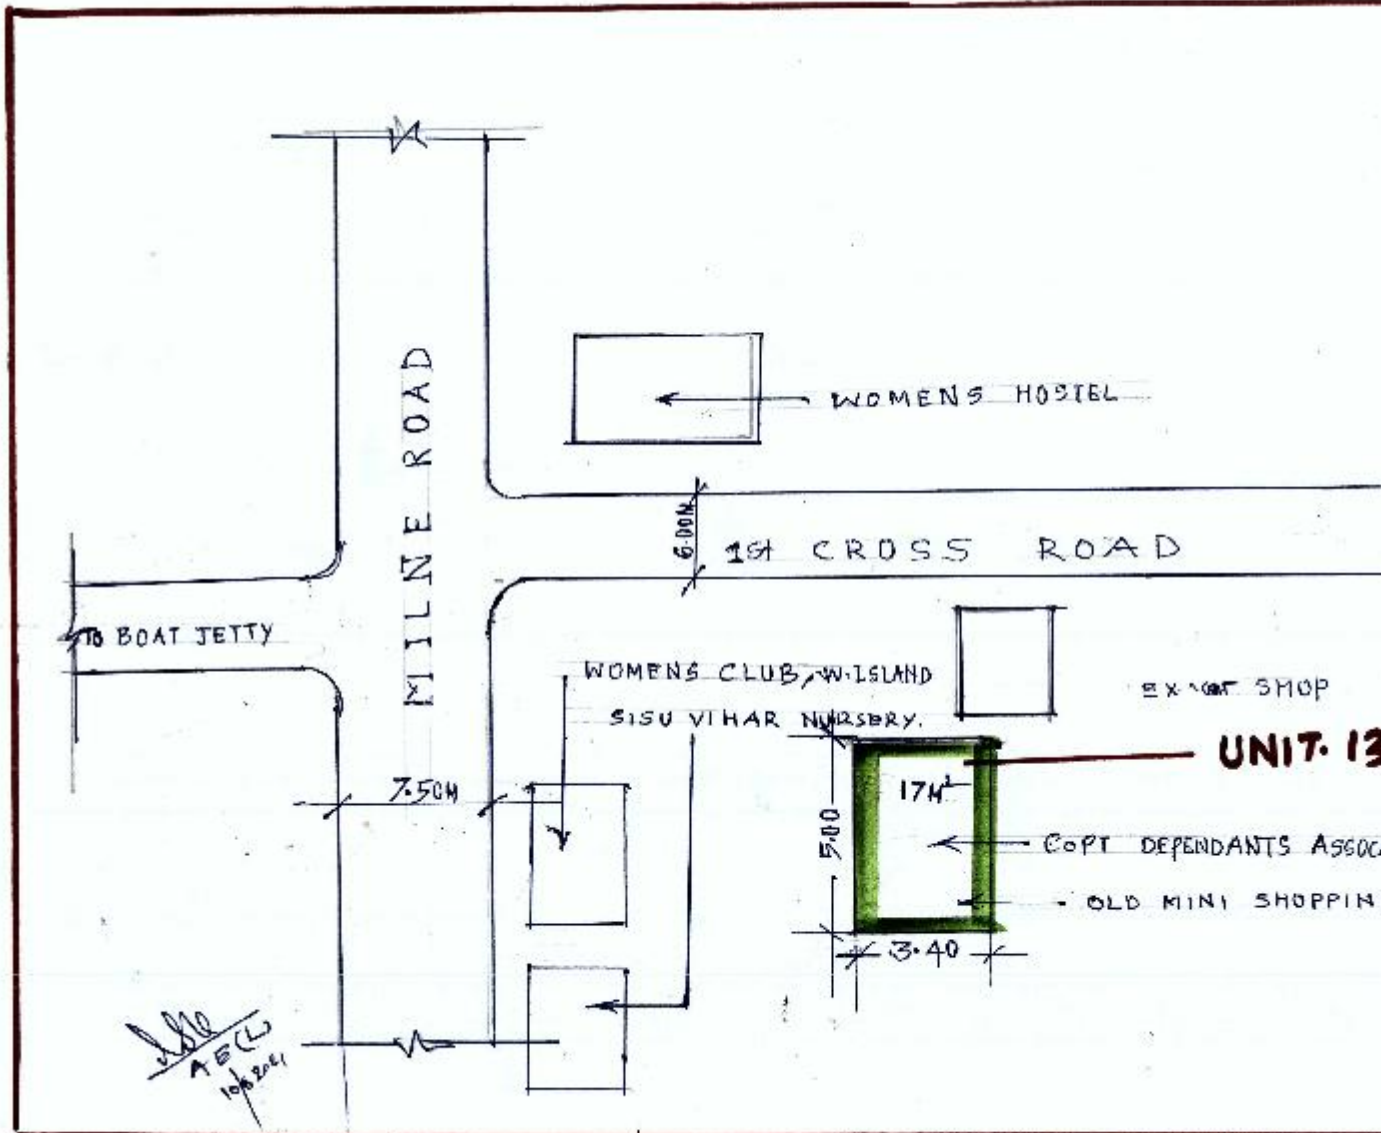 MILNE ROAD
WOMENS HOSTEL
6.00M
1st CROSS ROAD
TO BOAT JETTY
WOMENS CLUB, W.ISLAND
SISU VIHAR NURSERY.
SHOP
UNIT. 13
7.50M
17M²
5.00
COPT DEPENDANTS ASSOC
OLD MINI SHOPPIN
3.40
AE(L)